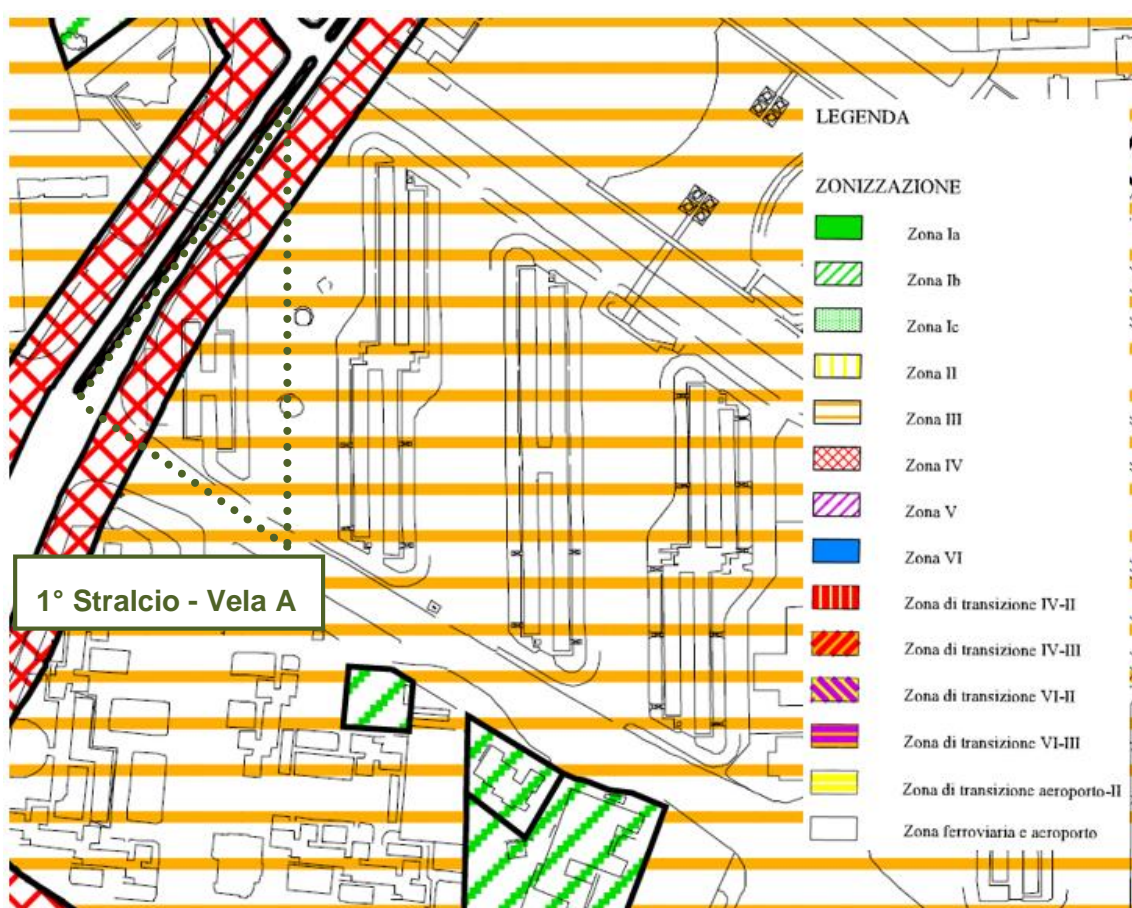 LEGENDA
ZONIZZAZIONE
Zona Ia
Zona Ib
Zona Ic
Zona II
Zona III
Zona IV
Zona V
Zona VI
Zona di transizione IV-II
Zona di transizione IV-III
Zona di transizione VI-II
Zona di transizione VI-III
Zona di transizione aeroporto-II
Zona ferroviaria e aeroporto
1° Stralcio - Vela A